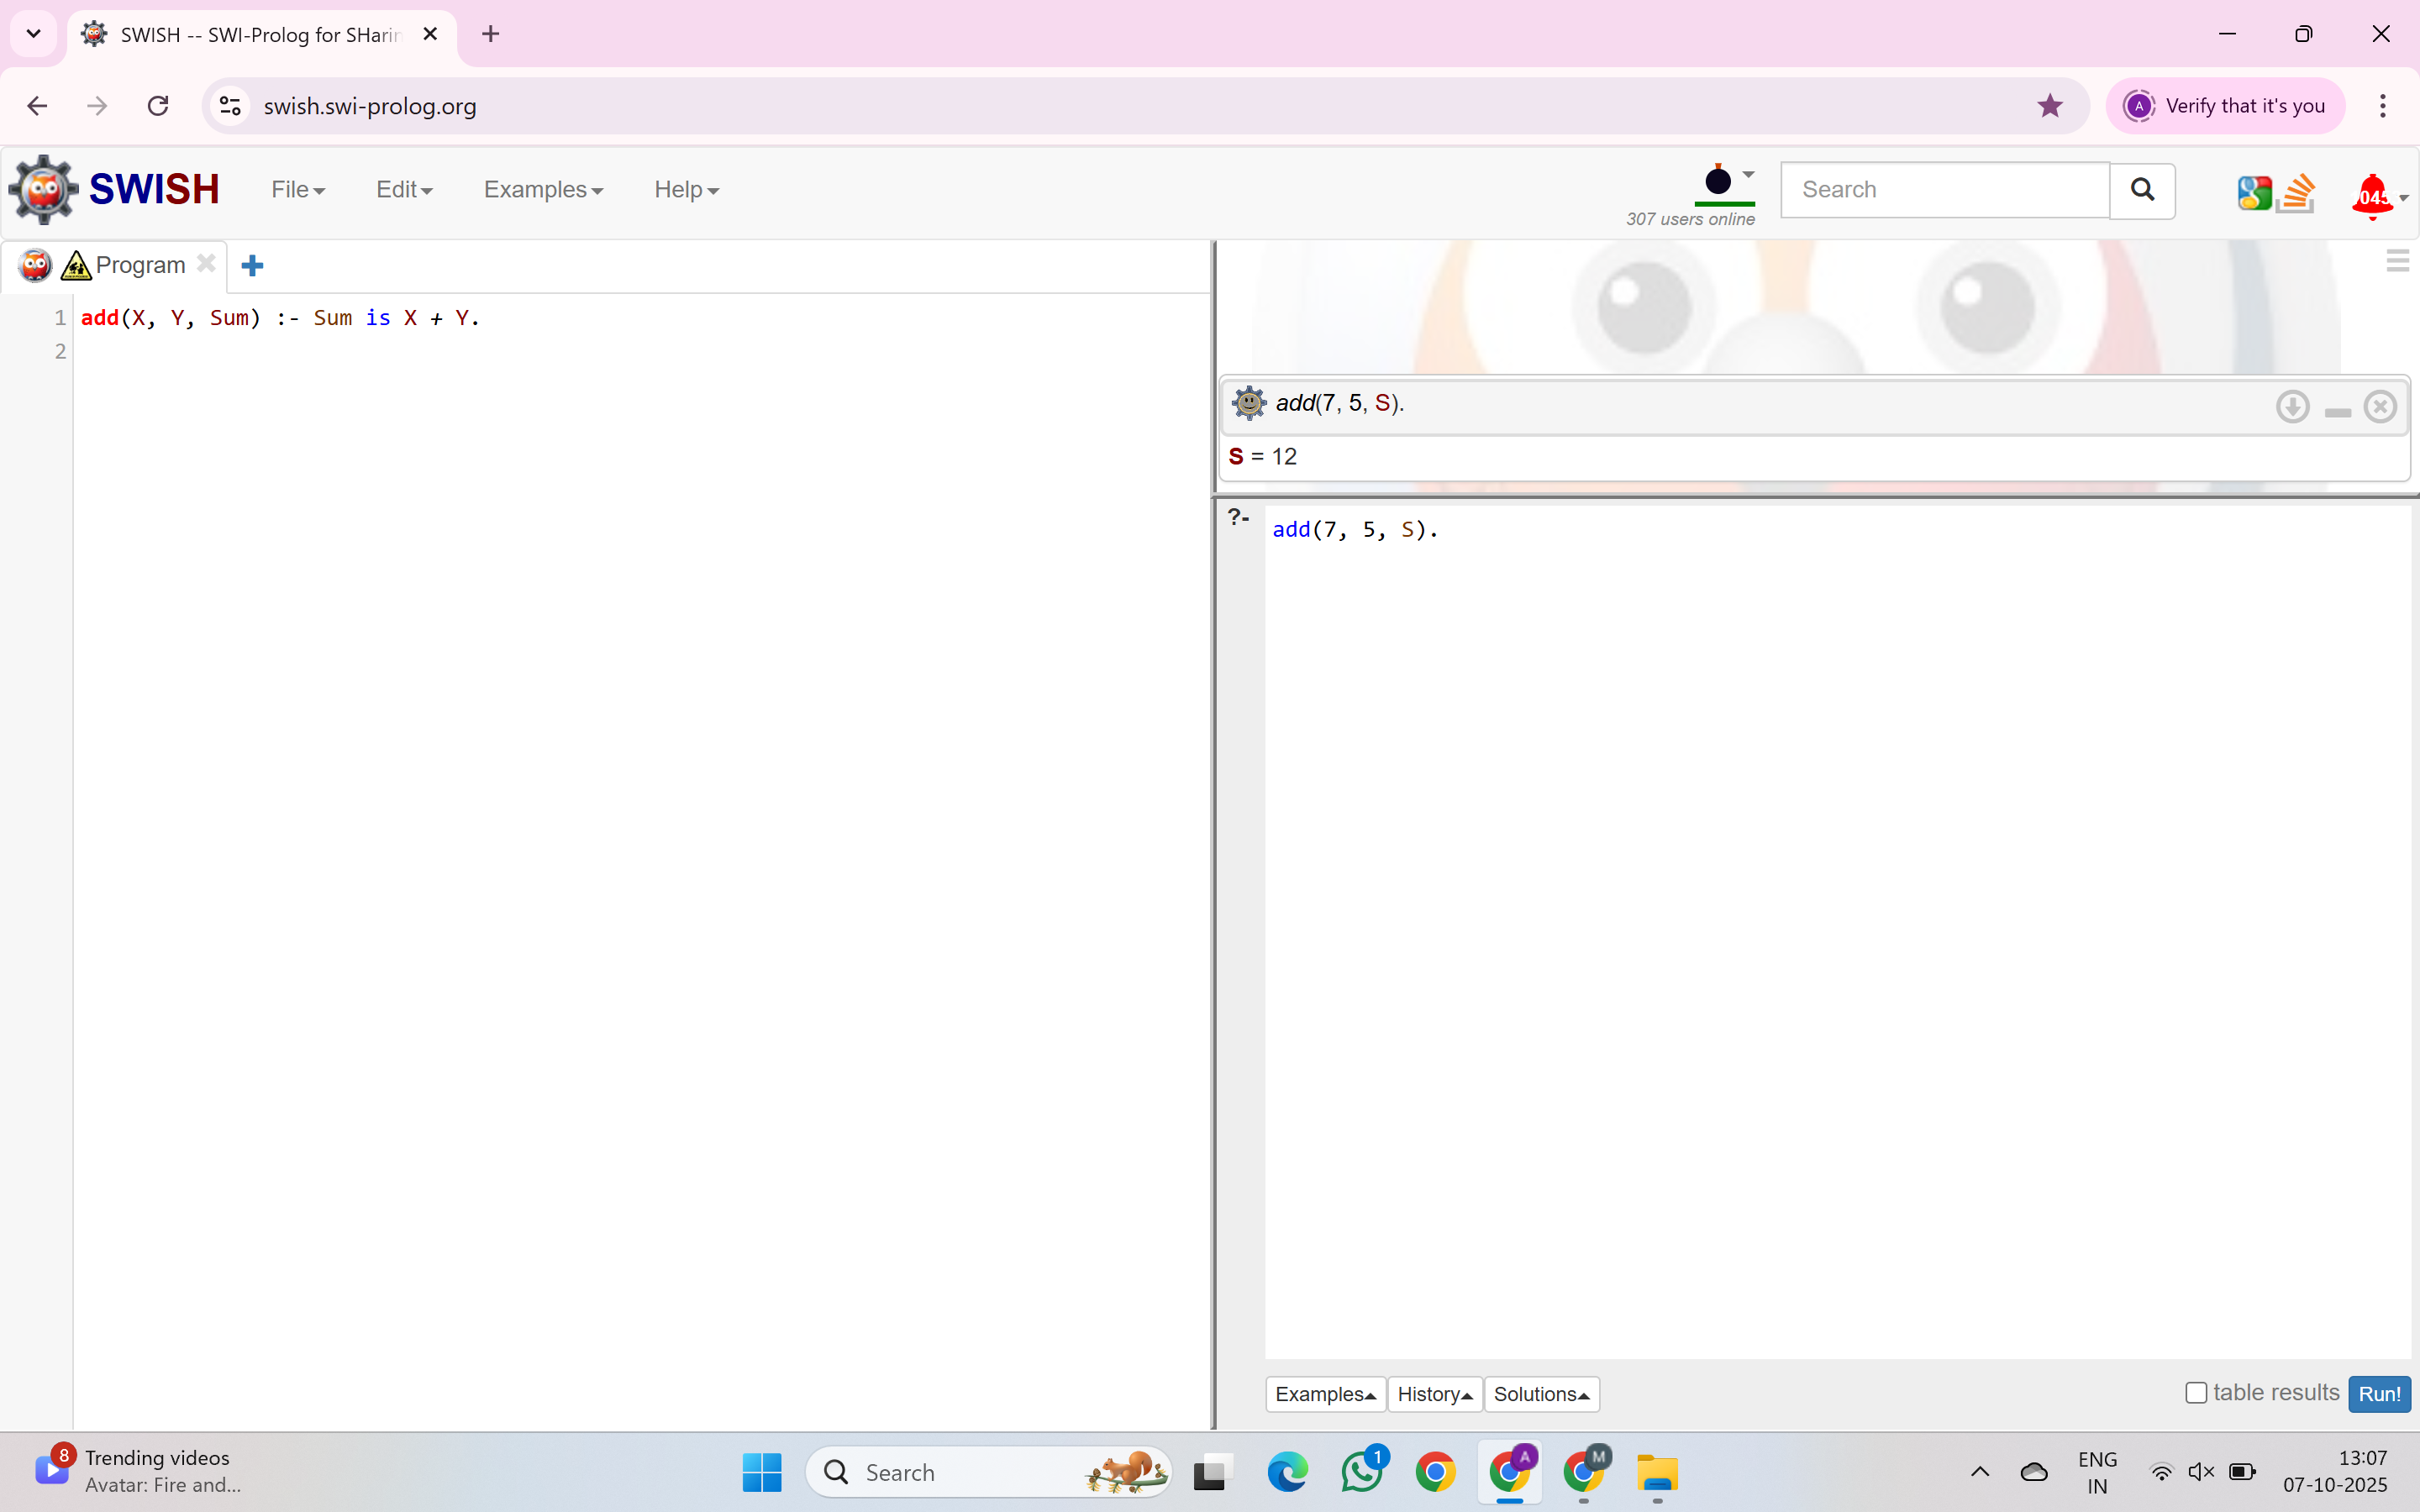 SWISH -- SWI-Prolog for SHarin
swish.swi-prolog.org
A
Verify that it's you
SWISH
File
Edit
Examples
Help
307 users online
Search
Program
1
add(X, Y, Sum) :- Sum is X + Y.
2
add(7, 5, S).
S = 12
?-
add(7, 5, S).
Examples
History
Solutions
table results
Run!
8
Trending videos
Avatar: Fire and...
Search
1
A
M
ENG
IN
13:07
07-10-2025